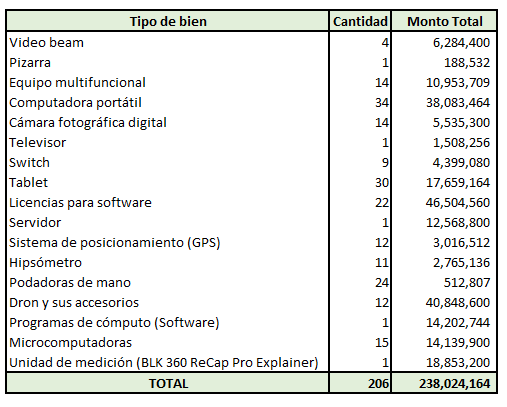 Tipo de bien Cantidad Monto Total
Video beam 4 6,284,400
Pizarra 1 188,532
Equipo multifuncional 14 10,953,709
Computadora portátil 34 38,083,464
Cámara fotográfica digital 14 5,535,300
Televisor 1 1,508,256
Switch 9 4,399,080
Tablet 30 17,659,164
Licencias para software 22 46,504,560
Servidor 1 12,568,800
Sistema de posicionamiento (GPS) 12 3,016,512
Hipsómetro 11 2,765,136
Podadoras de mano 24 512,807
Dron y sus accesorios 12 40,848,600
Programas de cómputo (Software) 1 14,202,744
Microcomputadoras 15 14,139,900
Unidad de medición (BLK 360 ReCap Pro Explainer) 1 18,853,200
TOTAL 206 238,024,164